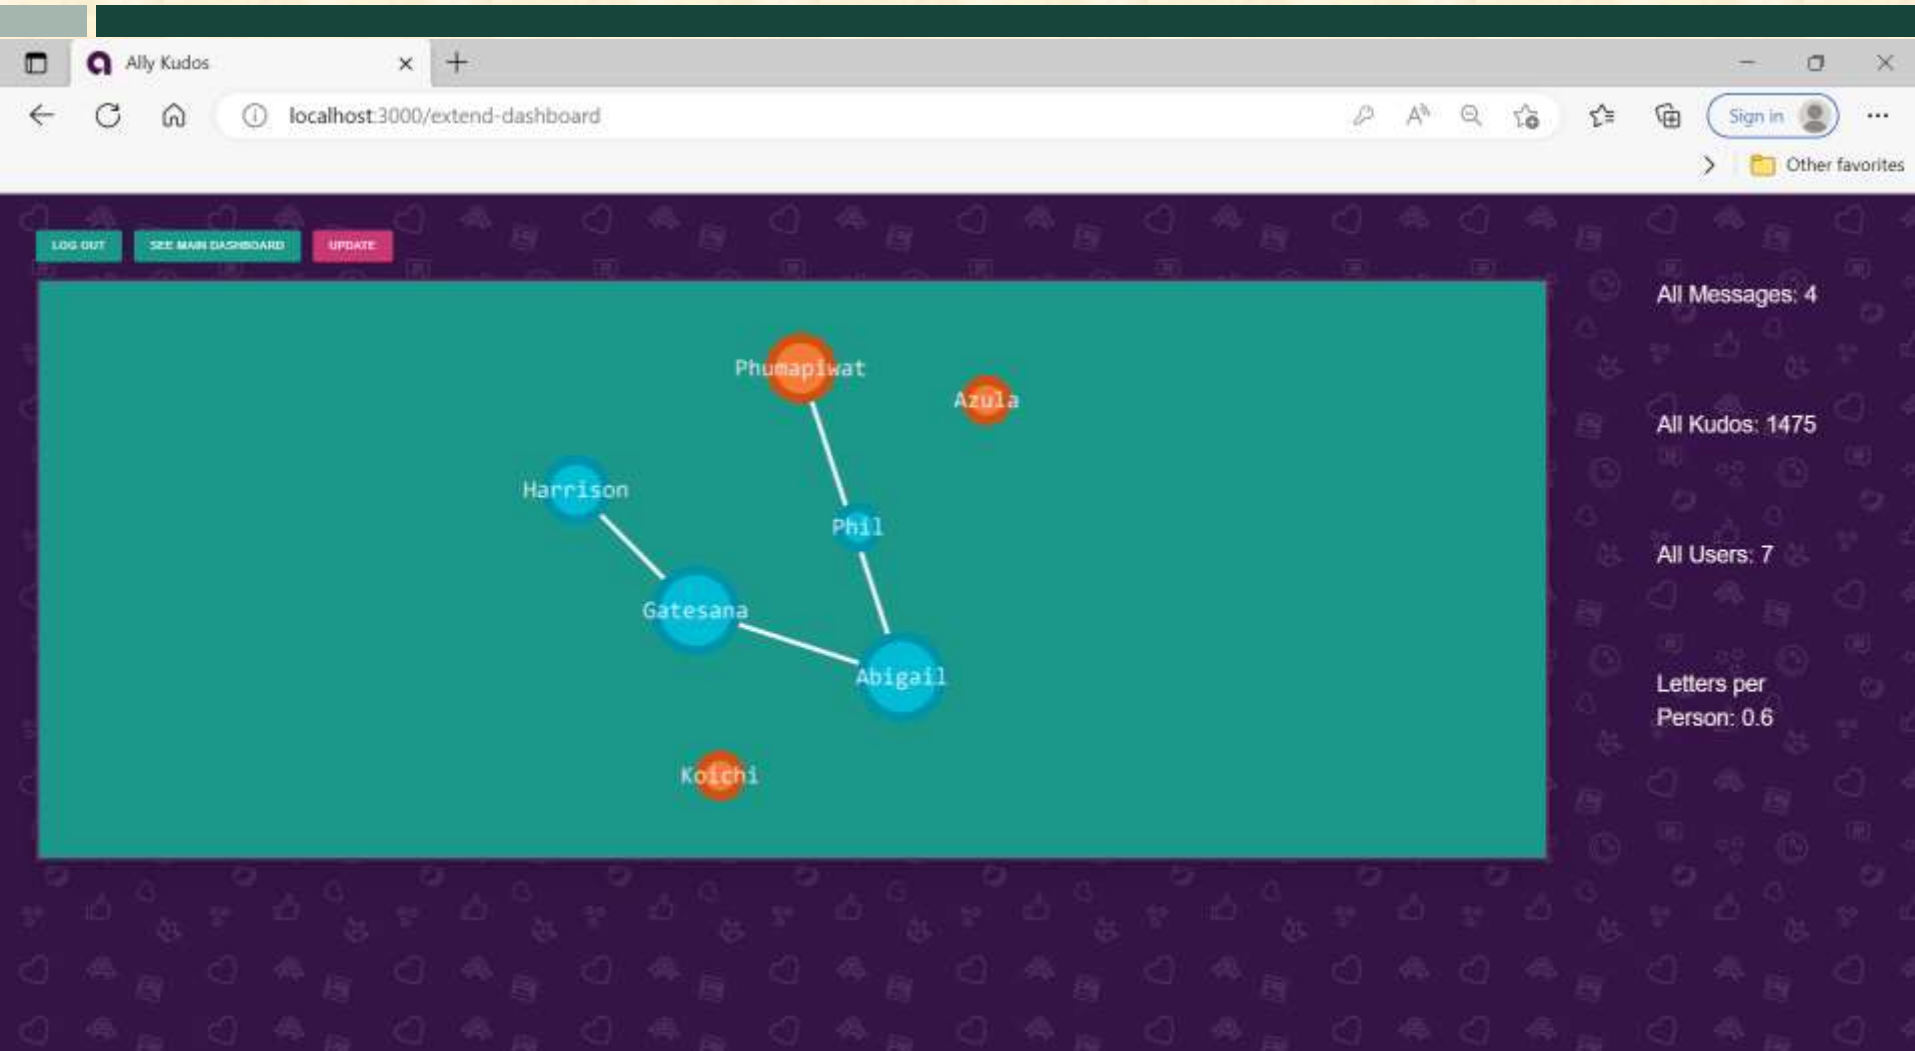 Ally Kudos
localhost:3000/extend-dashboard
Sign in
Other favorites
LOG OUT
SEE MAIN DASHBOARD
UPDATE
All Messages: 4
Phumapiwat
Azula
All Kudos: 1475
Harrison
Phil
All Users: 7
Gatesana
Abigail
Letters per
Person: 0.6
Koichi